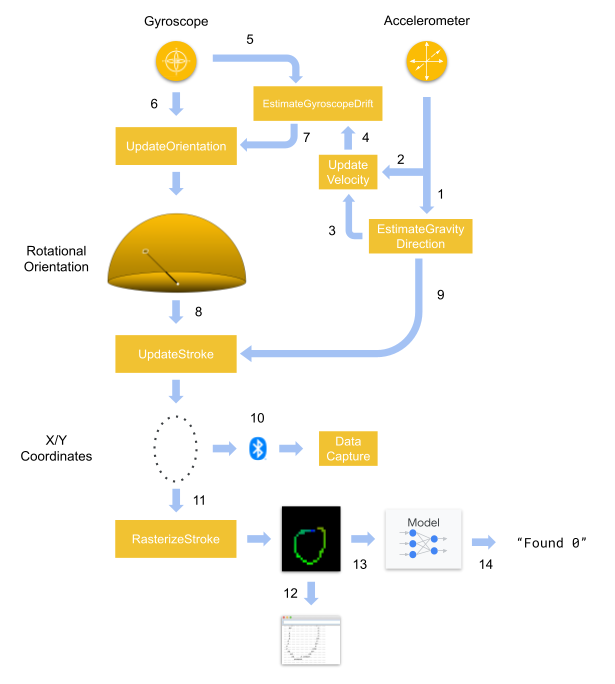 Gyroscope
Accelerometer
5
6
EstimateGyroscopeDrift
7
4
UpdateOrientation
2
Update
Velocity
1
3
EstimateGravity
Direction
Rotational
Orientation
9
8
UpdateStroke
10
X/Y
Coordinates
Data
Capture
11
RasterizeStroke
Model
"Found 0"
13
14
12